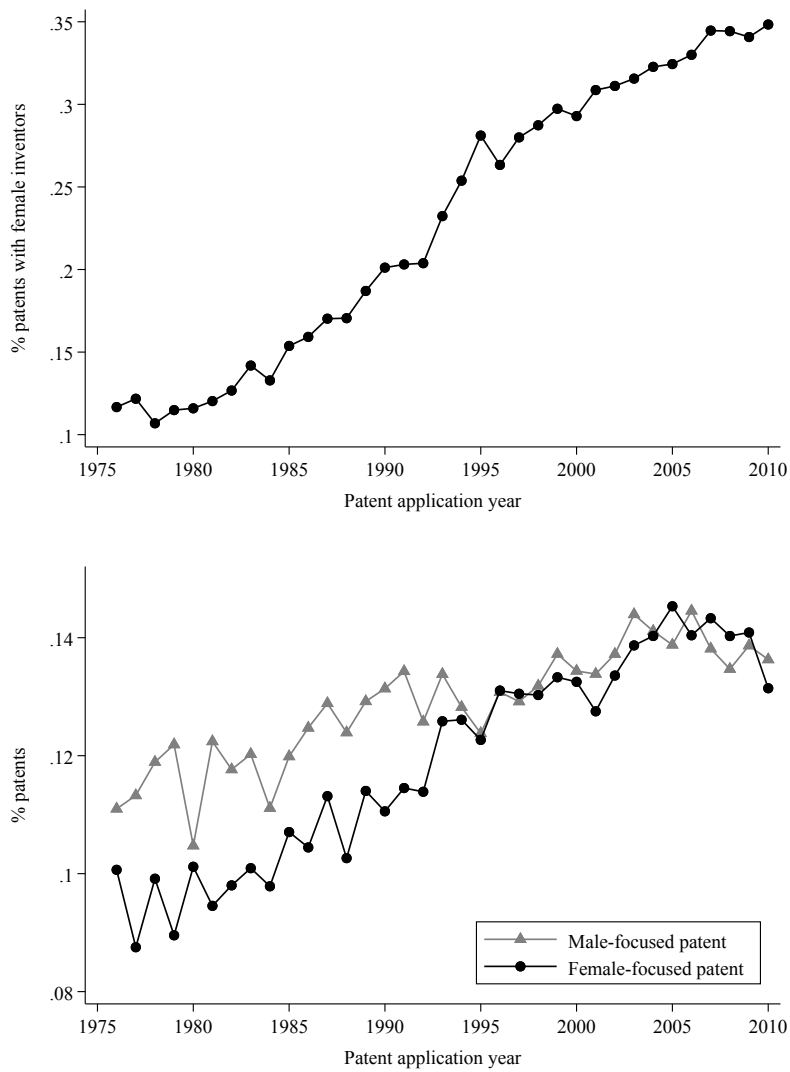 % patents with female inventors
.35
.3
.25
.2
.15
.1
1975 1980 1985 1990 1995 2000 2005 2010
Patent application year
% patents
.14
.12
.1
.08
Male-focused patent
Female-focused patent
1975 1980 1985 1990 1995 2000 2005 2010
Patent application year